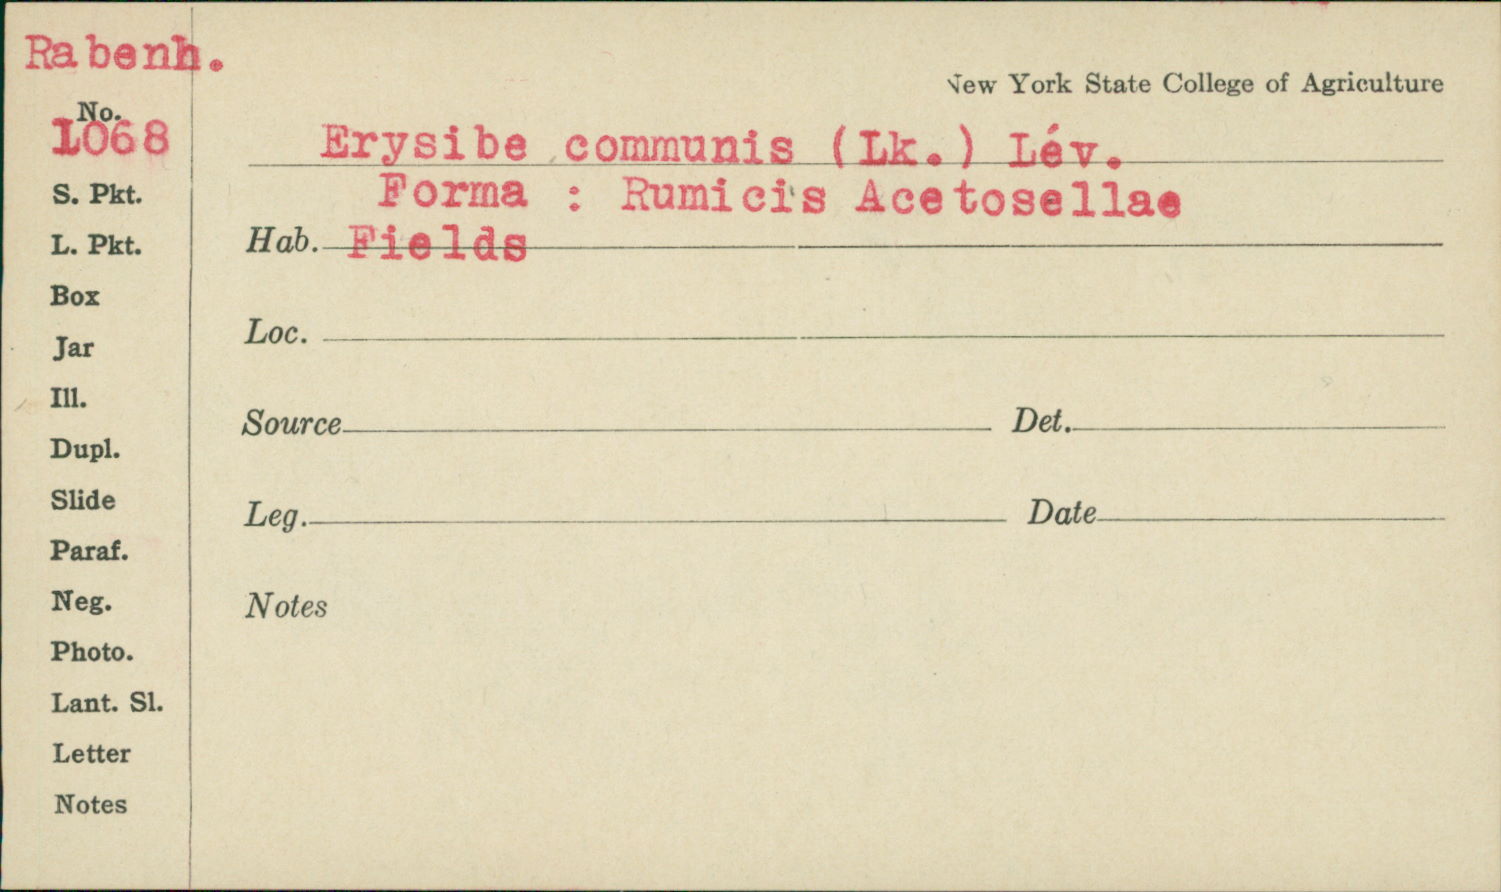 Rabenh.
New York State College of Agriculture
No.
1068
Erysibe communis (Lk.) Lév.
Forma : Rumicis Acetosellae
S. Pkt.
L. Pkt.
Hab. Fields
Box
Loc.
Jar
Ill.
Source Det.
Dupl.
Slide
Leg. Date
Paraf.
Neg.
Notes
Photo.
Lant. Sl.
Letter
Notes